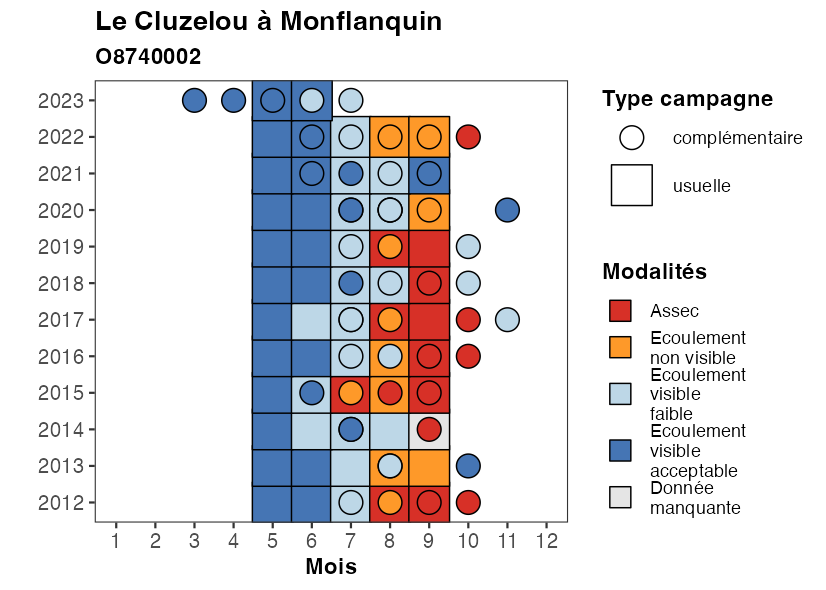 Le Cluzelou à Monflanquin
O8740002
2023
2022
2021
2020
2019
2018
2017
2016
2015
2014
2013
2012
1 2 3 4 5 6 7 8 9 10 11 12
Mois
Type campagne
complémentaire
usuelle
Modalités
Assec
Ecoulement
non visible
Ecoulement
visible
faible
Ecoulement
visible
acceptable
Donnée
manquante